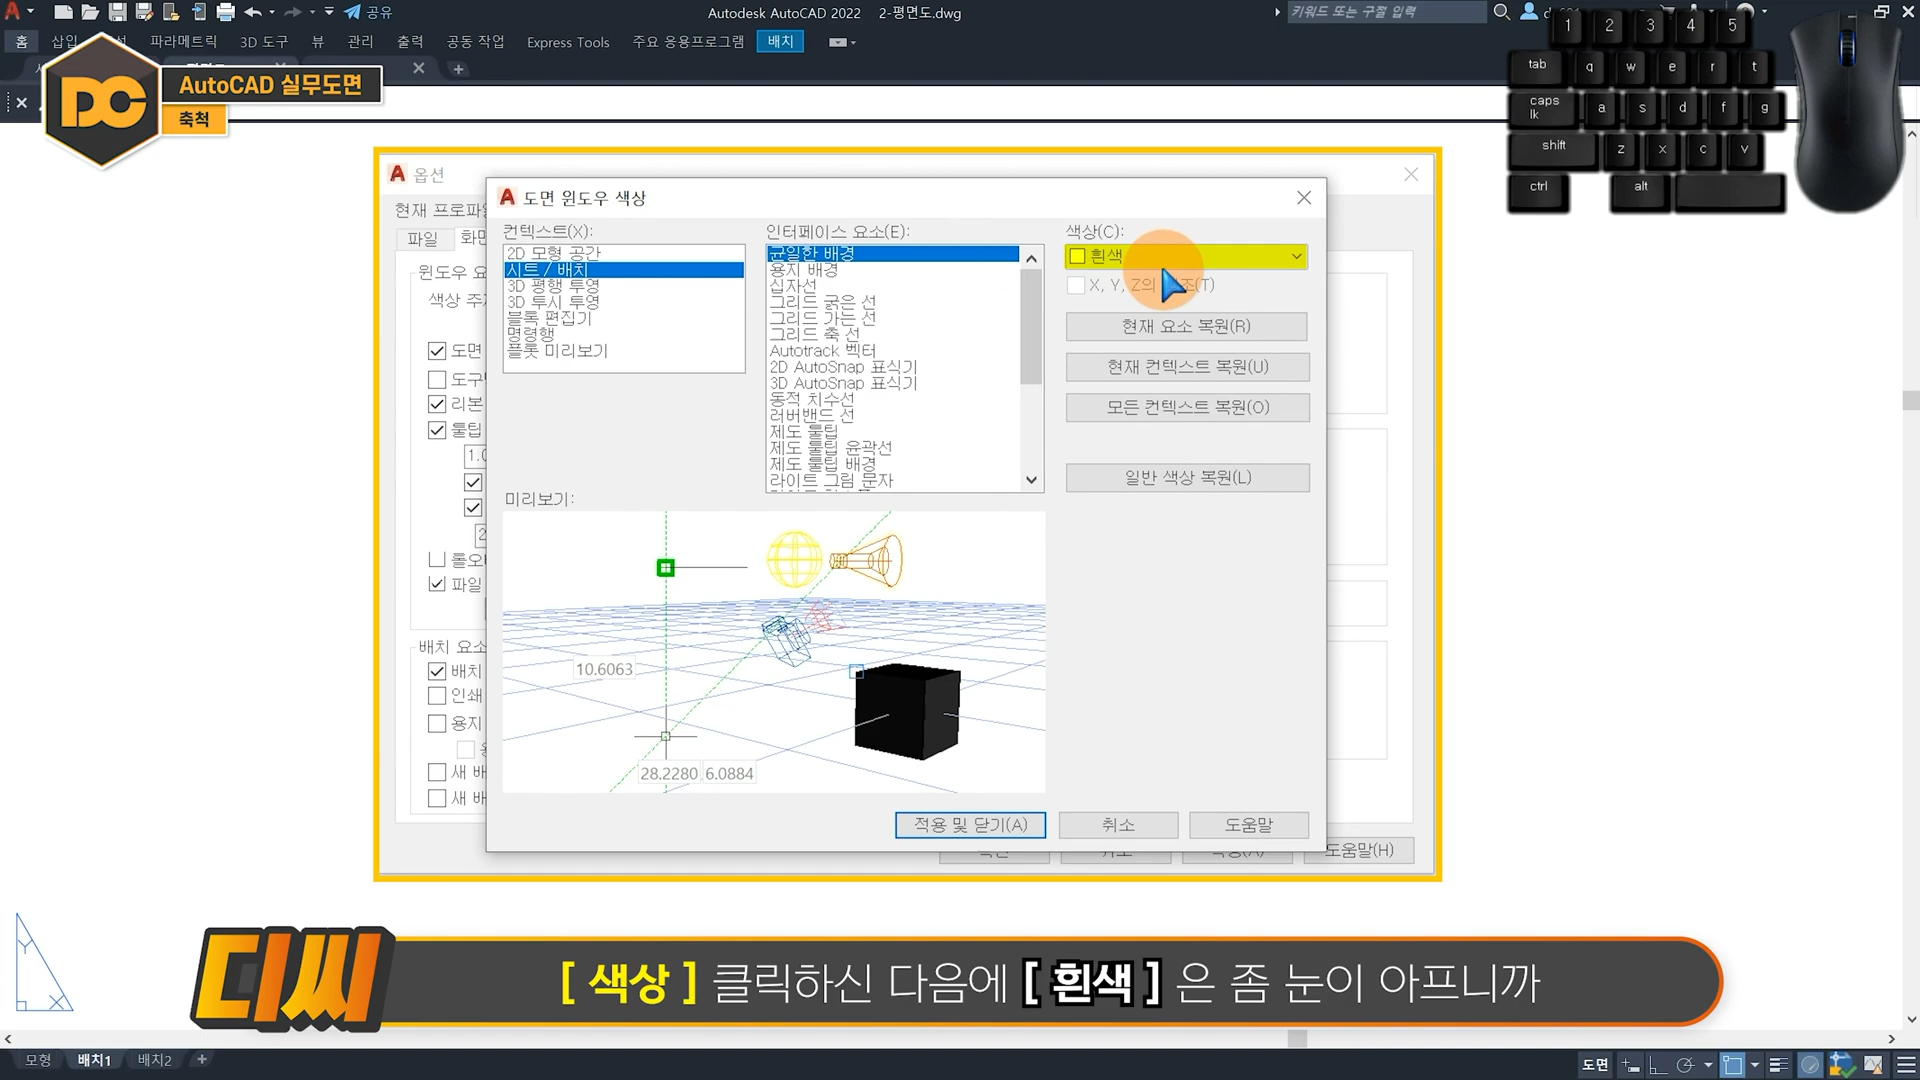 Autodesk AutoCAD 2022 2-평면도.dwg
공유
키워드 또는 구절 입력
홈 삽입 파라메트릭 3D 도구 뷰 관리 출력 공동 작업 Express Tools 주요 응용프로그램 배치
DC
AutoCAD 실무도면
축척
1 2 3 4 5
tab q w e r t
caps lk a s d f g
shift z x c v
ctrl alt
옵션
현재 프로파일
파일 화면
도면 윈도우 색상
컨텍스트(X):
2D 모형 공간
시트 / 배치
3D 평행 투영
3D 투시 투영
블록 편집기
명령행
플롯 미리보기
인터페이스 요소(E):
균일한 배경
용지 배경
십자선
그리드 굵은 선
그리드 가는 선
그리드 축 선
Autotrack 벡터
2D AutoSnap 표식기
3D AutoSnap 표식기
동적 치수선
러버밴드 선
제도 툴팁
제도 툴팁 윤곽선
제도 툴팁 배경
라이트 그림 문자
색상(C):
흰색
X, Y, Z의
현재 요소 복원(R)
현재 컨텍스트 복원(U)
모든 컨텍스트 복원(O)
일반 색상 복원(L)
윈도우 요
색상 주
도면
도구
리본
툴팁
1.0
2
롤오
파일
배치 요소
배치
인쇄
용지
새 배
새 배
미리보기:
10.6063
28.2280 6.0884
적용 및 닫기(A) 취소 도움말
도움말(H)
Y
X
디씨
[ 색상 ] 클릭하신 다음에 [ 흰색 ] 은 좀 눈이 아프니까
모형 배치1 배치2 +
도면